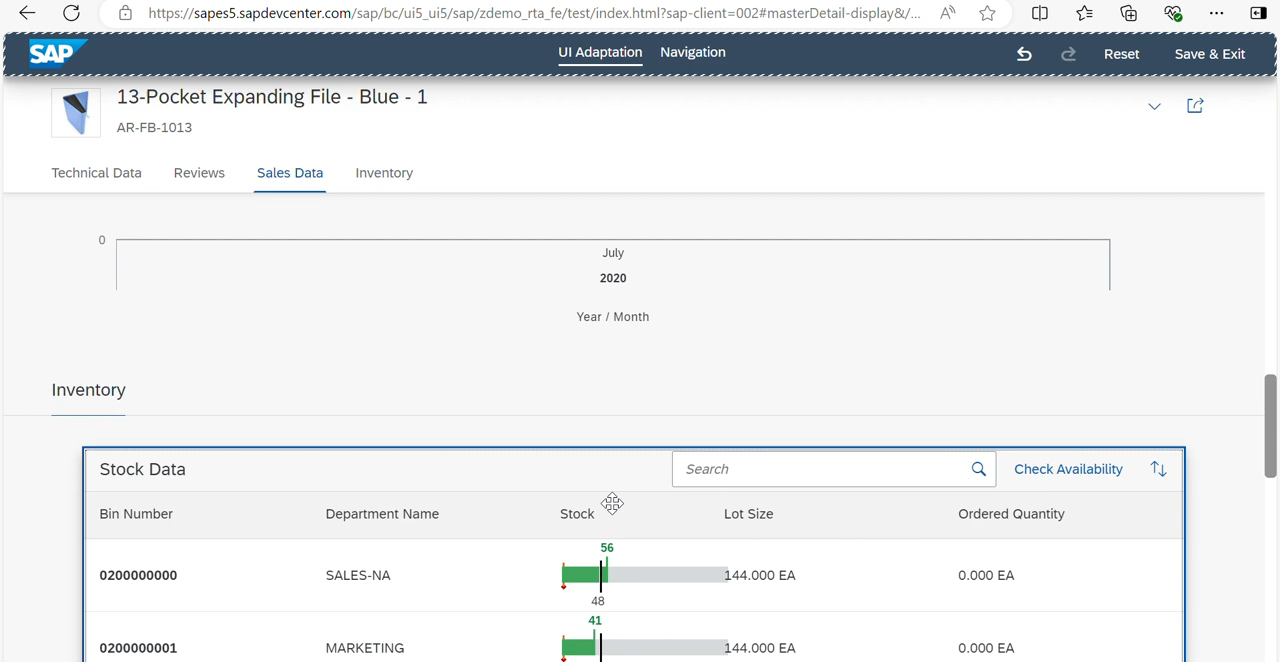 https://sapes5.sapdevcenter.com/sap/bc/ui5_ui5/sap/zdemo_rta_fe/test/index.html?sap-client=002#masterDetail-display&/...
SAP UI Adaptation Navigation Reset Save & Exit
13-Pocket Expanding File - Blue - 1
AR-FB-1013
Technical Data Reviews Sales Data Inventory
0
July
2020
Year / Month
Inventory
Stock Data Search Check Availability
Bin Number Department Name Stock Lot Size Ordered Quantity
56
0200000000 SALES-NA 144.000 EA 0.000 EA
48
41
0200000001 MARKETING 144.000 EA 0.000 EA